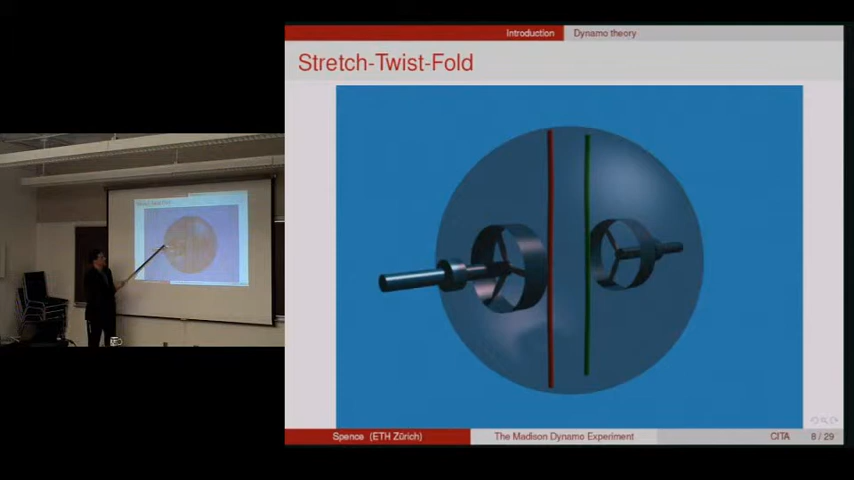 Introduction
Dynamo theory
Stretch-Twist-Fold
Spence (ETH Zürich)
The Madison Dynamo Experiment
CITA
8 / 29